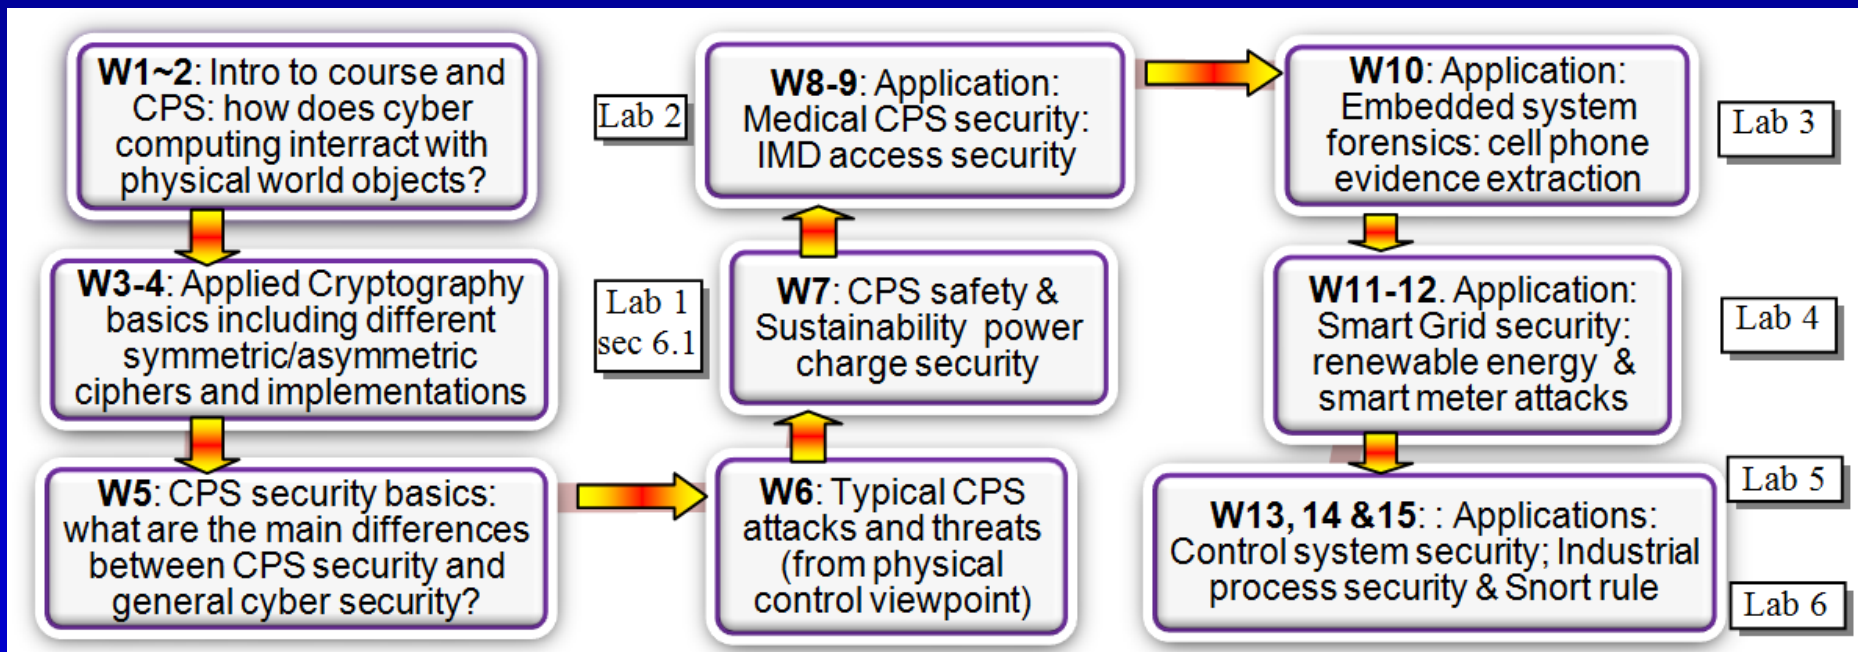 W1~2: Intro to course and
CPS: how does cyber
computing interract with
physical world objects?
W3-4: Applied Cryptography
basics including different
symmetric/asymmetric
ciphers and implementations
W5: CPS security basics:
what are the main differences
between CPS security and
general cyber security?
W6: Typical CPS
attacks and threats
(from physical
control viewpoint)
Lab 1
sec 6.1
W7: CPS safety &
Sustainability power
charge security
Lab 2
W8-9: Application:
Medical CPS security:
IMD access security
W10: Application:
Embedded system
forensics: cell phone
evidence extraction
Lab 3
W11-12. Application:
Smart Grid security:
renewable energy &
smart meter attacks
Lab 4
W13, 14 &15: : Applications:
Control system security; Industrial
process security & Snort rule
Lab 5
Lab 6